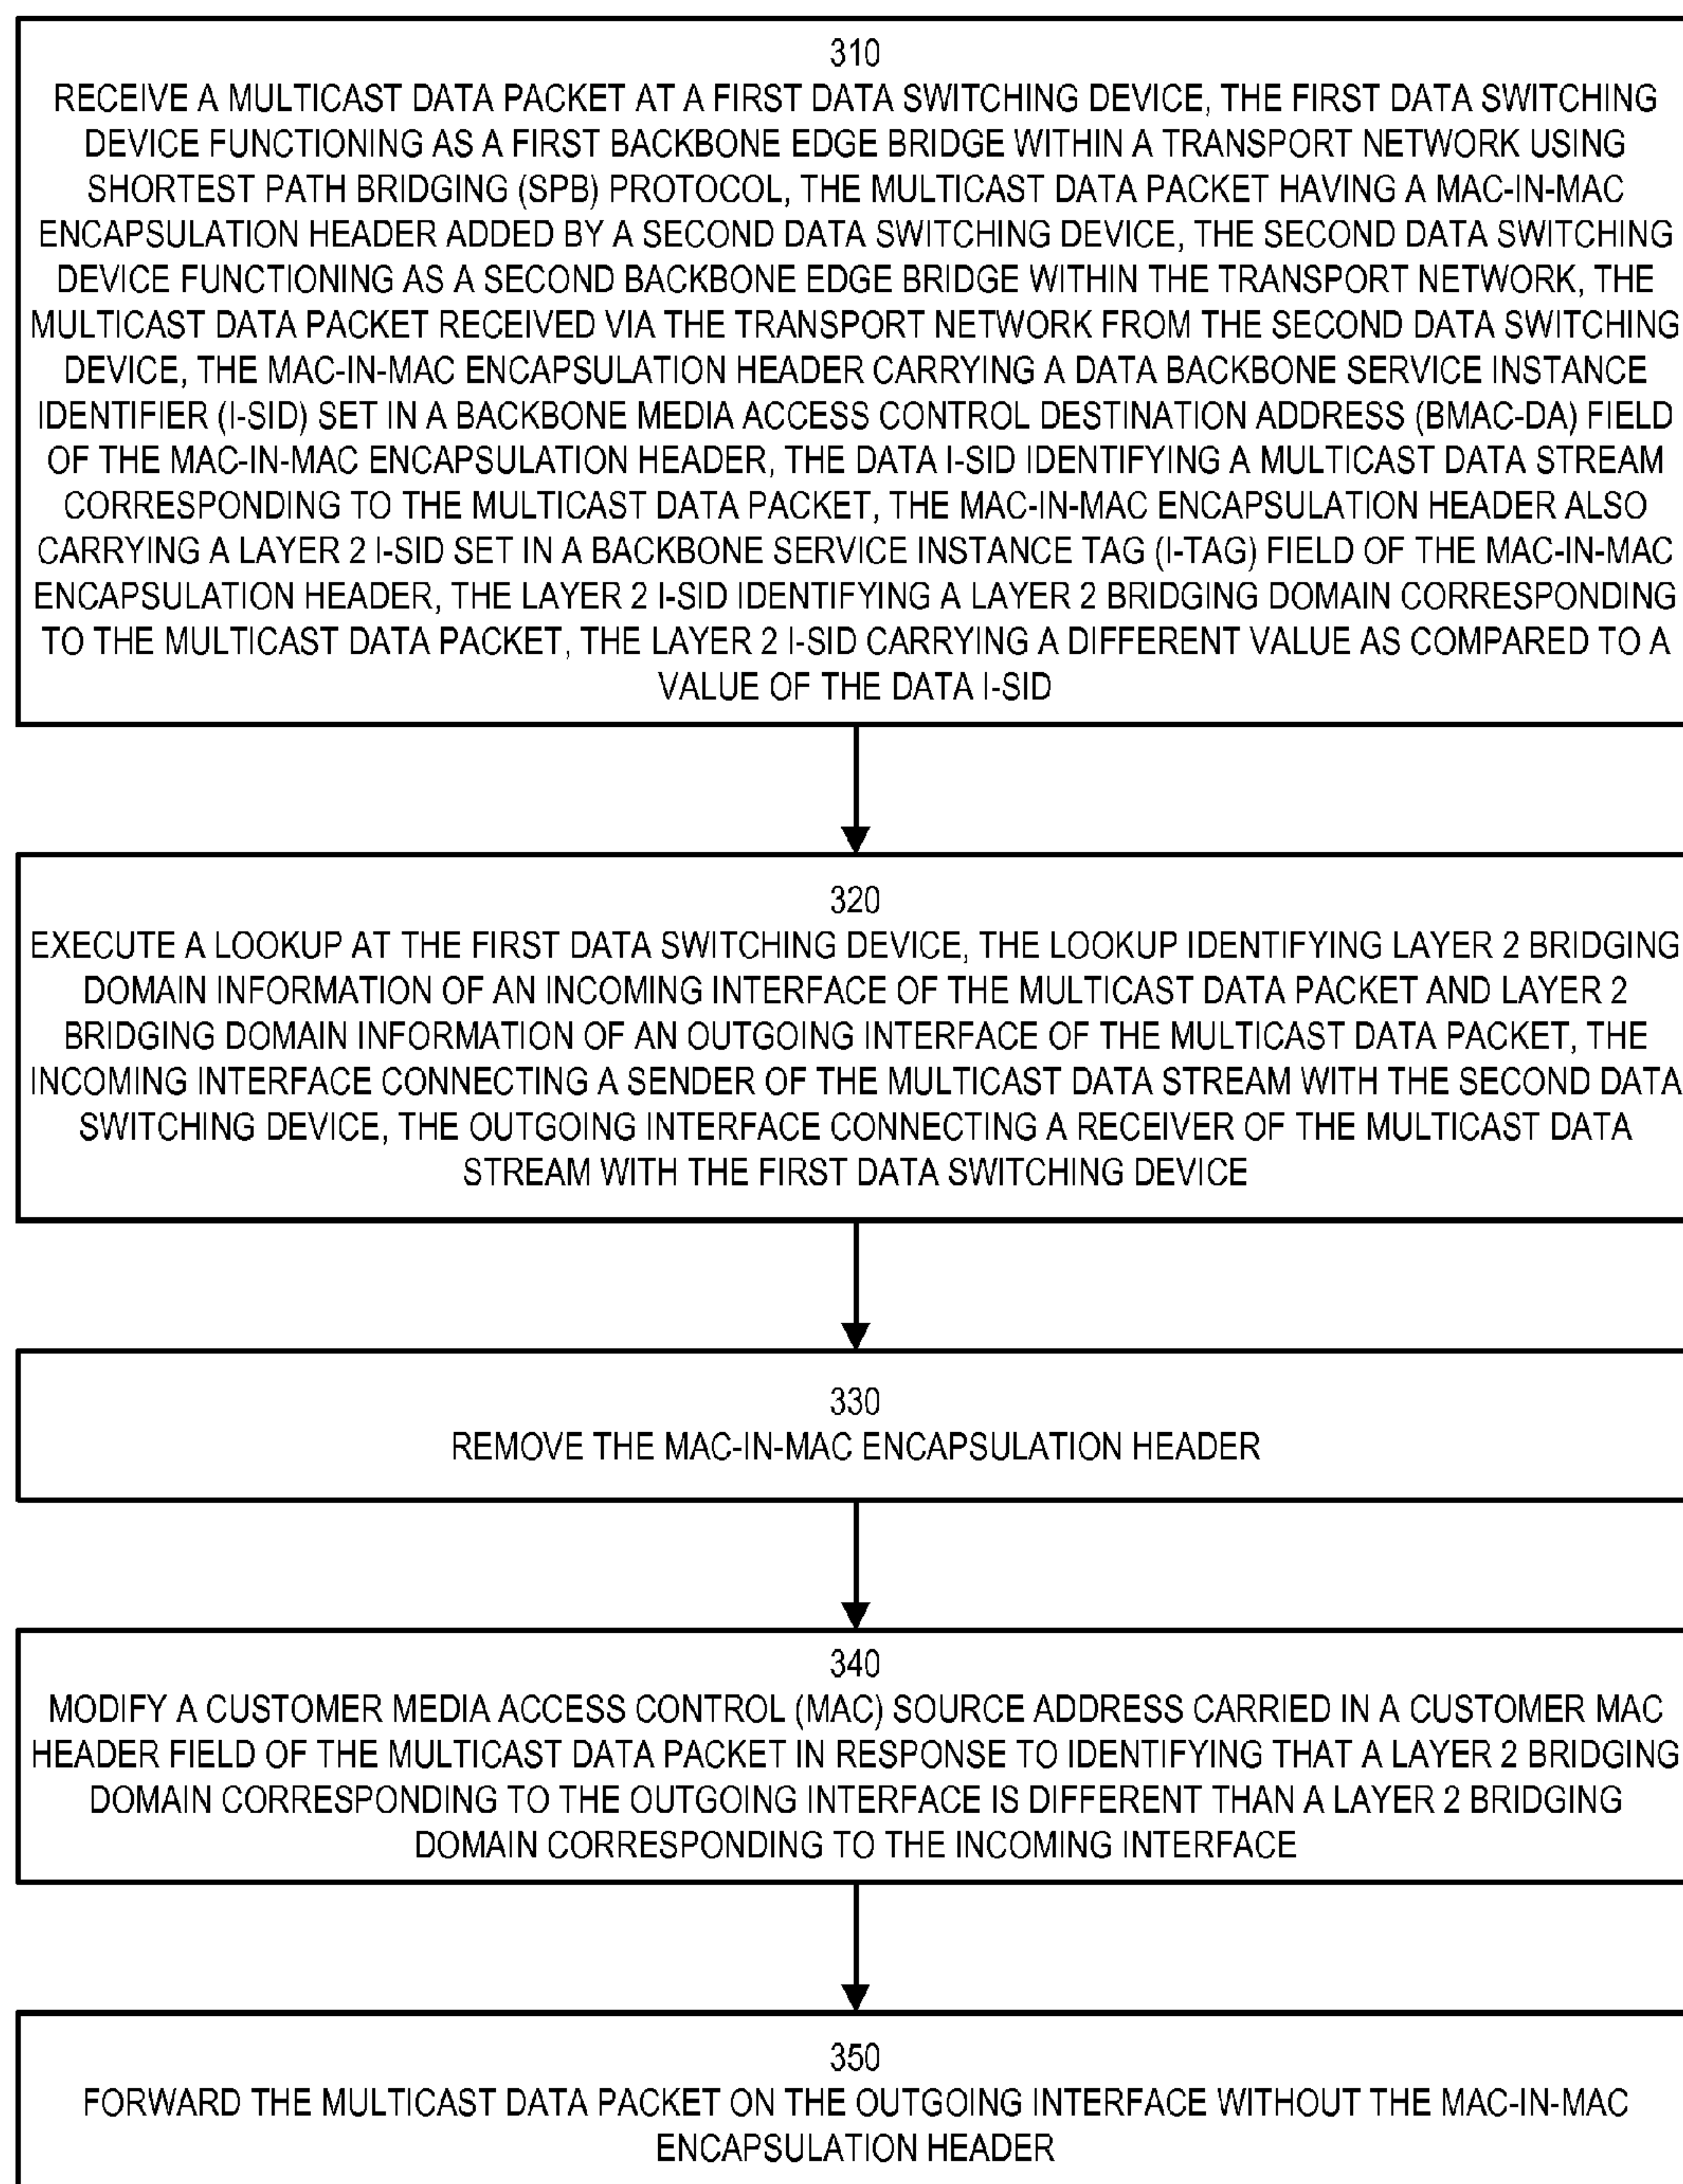 310
RECEIVE A MULTICAST DATA PACKET AT A FIRST DATA SWITCHING DEVICE, THE FIRST DATA SWITCHING
DEVICE FUNCTIONING AS A FIRST BACKBONE EDGE BRIDGE WITHIN A TRANSPORT NETWORK USING
SHORTEST PATH BRIDGING (SPB) PROTOCOL, THE MULTICAST DATA PACKET HAVING A MAC-IN-MAC
ENCAPSULATION HEADER ADDED BY A SECOND DATA SWITCHING DEVICE, THE SECOND DATA SWITCHING
DEVICE FUNCTIONING AS A SECOND BACKBONE EDGE BRIDGE WITHIN THE TRANSPORT NETWORK, THE
MULTICAST DATA PACKET RECEIVED VIA THE TRANSPORT NETWORK FROM THE SECOND DATA SWITCHING
DEVICE, THE MAC-IN-MAC ENCAPSULATION HEADER CARRYING A DATA BACKBONE SERVICE INSTANCE
IDENTIFIER (I-SID) SET IN A BACKBONE MEDIA ACCESS CONTROL DESTINATION ADDRESS (BMAC-DA) FIELD
OF THE MAC-IN-MAC ENCAPSULATION HEADER, THE DATA I-SID IDENTIFYING A MULTICAST DATA STREAM
CORRESPONDING TO THE MULTICAST DATA PACKET, THE MAC-IN-MAC ENCAPSULATION HEADER ALSO
CARRYING A LAYER 2 I-SID SET IN A BACKBONE SERVICE INSTANCE TAG (I-TAG) FIELD OF THE MAC-IN-MAC
ENCAPSULATION HEADER, THE LAYER 2 I-SID IDENTIFYING A LAYER 2 BRIDGING DOMAIN CORRESPONDING
TO THE MULTICAST DATA PACKET, THE LAYER 2 I-SID CARRYING A DIFFERENT VALUE AS COMPARED TO A
VALUE OF THE DATA I-SID
320
EXECUTE A LOOKUP AT THE FIRST DATA SWITCHING DEVICE, THE LOOKUP IDENTIFYING LAYER 2 BRIDGING
DOMAIN INFORMATION OF AN INCOMING INTERFACE OF THE MULTICAST DATA PACKET AND LAYER 2
BRIDGING DOMAIN INFORMATION OF AN OUTGOING INTERFACE OF THE MULTICAST DATA PACKET, THE
INCOMING INTERFACE CONNECTING A SENDER OF THE MULTICAST DATA STREAM WITH THE SECOND DATA
SWITCHING DEVICE, THE OUTGOING INTERFACE CONNECTING A RECEIVER OF THE MULTICAST DATA
STREAM WITH THE FIRST DATA SWITCHING DEVICE
330
REMOVE THE MAC-IN-MAC ENCAPSULATION HEADER
340
MODIFY A CUSTOMER MEDIA ACCESS CONTROL (MAC) SOURCE ADDRESS CARRIED IN A CUSTOMER MAC
HEADER FIELD OF THE MULTICAST DATA PACKET IN RESPONSE TO IDENTIFYING THAT A LAYER 2 BRIDGING
DOMAIN CORRESPONDING TO THE OUTGOING INTERFACE IS DIFFERENT THAN A LAYER 2 BRIDGING
DOMAIN CORRESPONDING TO THE INCOMING INTERFACE
350
FORWARD THE MULTICAST DATA PACKET ON THE OUTGOING INTERFACE WITHOUT THE MAC-IN-MAC
ENCAPSULATION HEADER